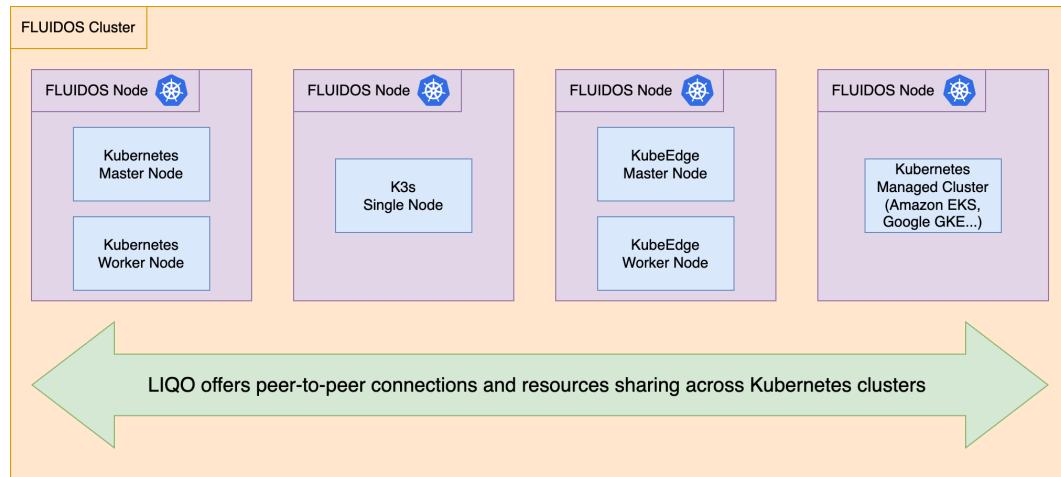 FLUIDOS Cluster
FLUIDOS Node
Kubernetes
Master Node
Kubernetes
Worker Node
FLUIDOS Node
K3s
Single Node
FLUIDOS Node
KubeEdge
Master Node
KubeEdge
Worker Node
FLUIDOS Node
Kubernetes
Managed Cluster
(Amazon EKS,
Google GKE...)
LIQO offers peer-to-peer connections and resources sharing across Kubernetes clusters